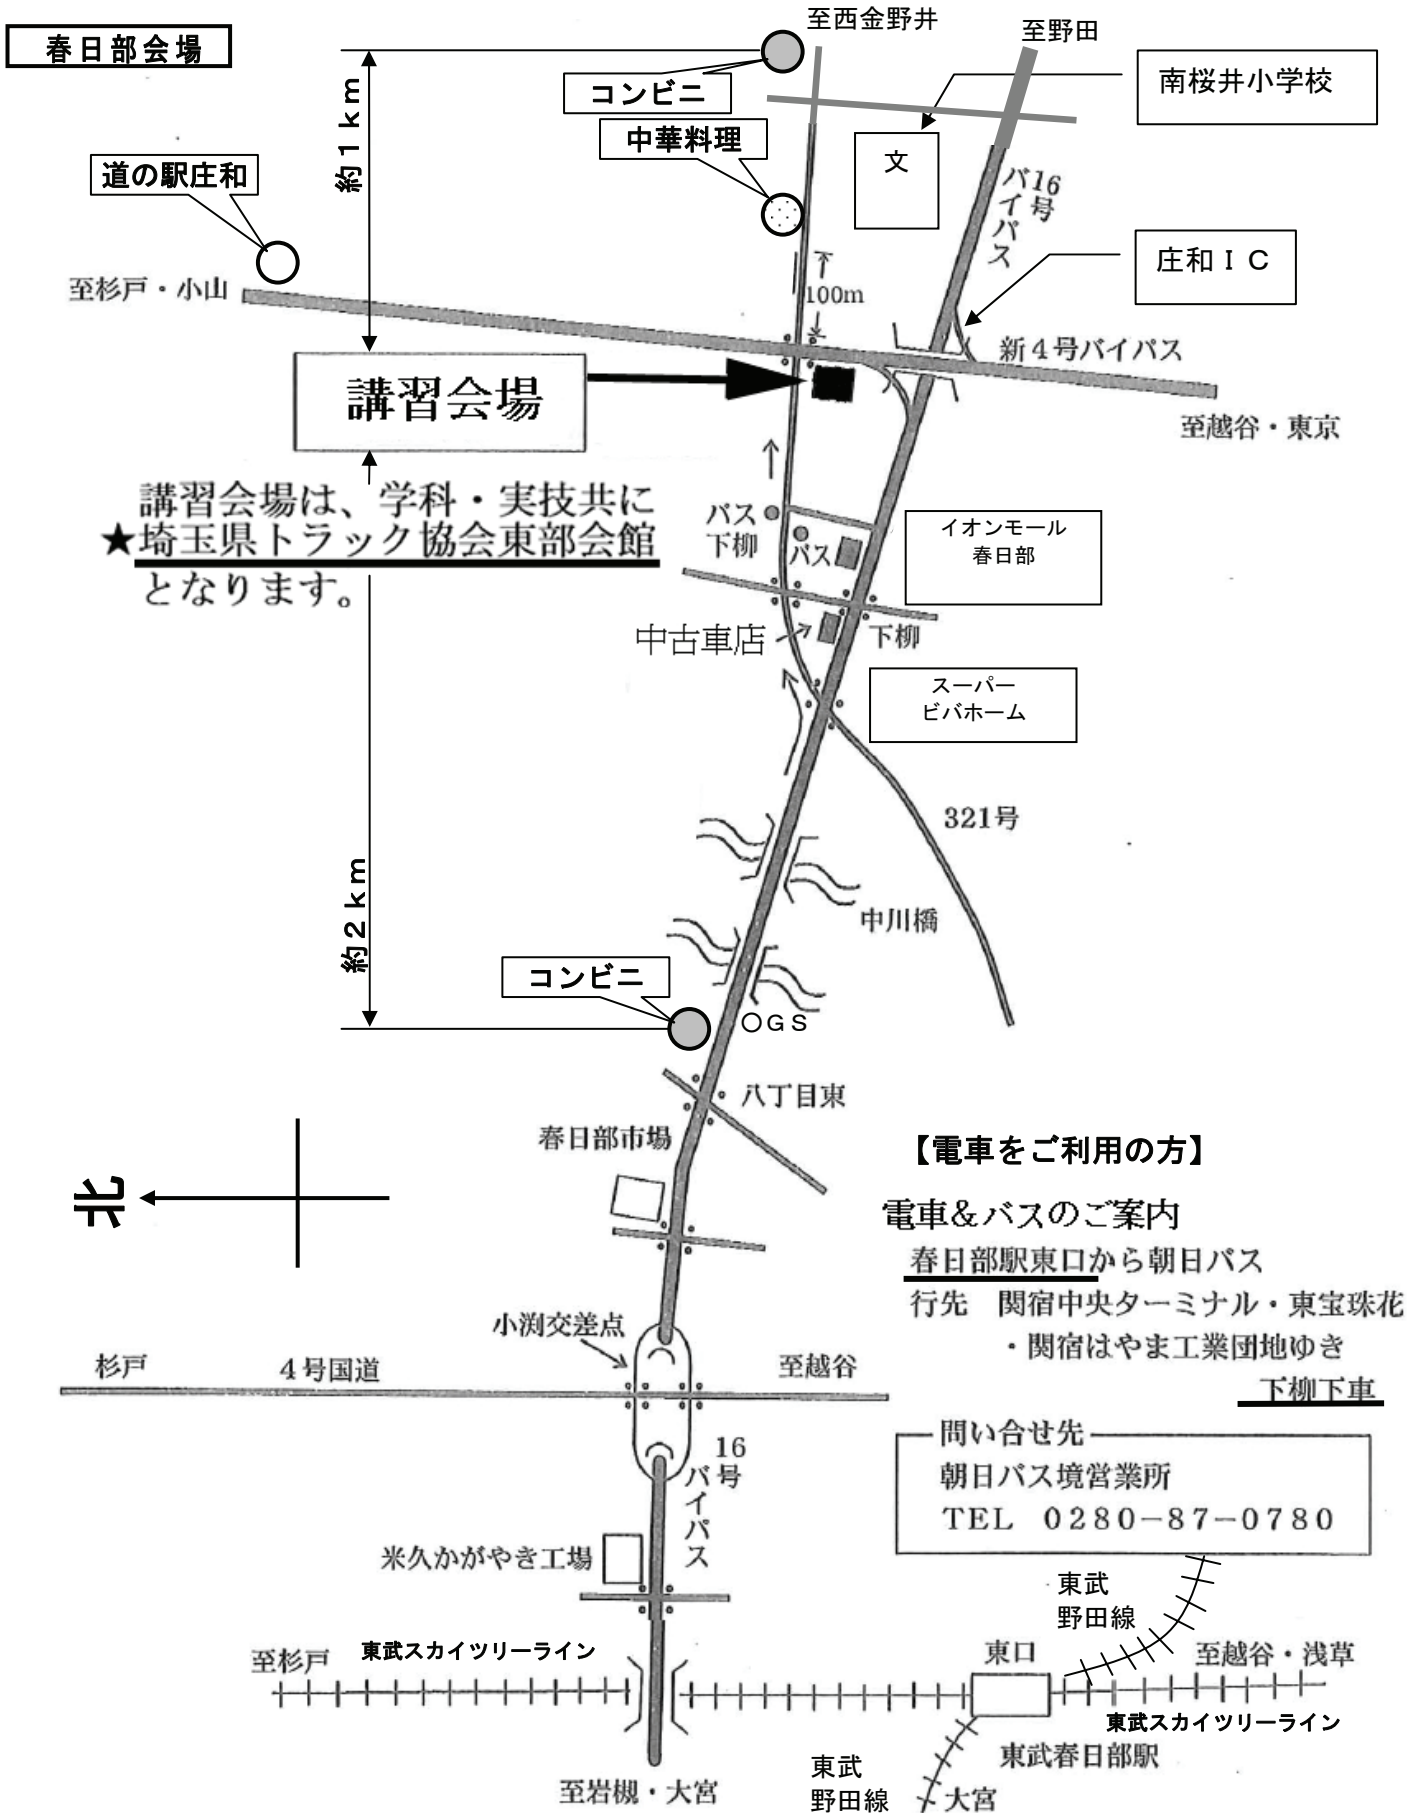 春日部会場
至西金野井
至野田
コンビニ
南桜井小学校
約１ｋｍ
中華料理
文
道の駅庄和
16号
バイパス
庄和ＩＣ
至杉戸・小山
100m
新４号バイパス
講習会場
至越谷・東京
講習会場は、学科・実技共に
★埼玉県トラック協会東部会館
となります。
バス
下柳
バス
イオンモール
春日部
中古車店
下柳
スーパー
ビバホーム
321号
約２ｋｍ
中川橋
コンビニ
○ＧＳ
八丁目東
春日部市場
北
【電車をご利用の方】
電車&バスのご案内
春日部駅東口から朝日バス
行先　関宿中央ターミナル・東宝珠花
・関宿はやま工業団地ゆき
下柳下車
小渕交差点
杉戸
４号国道
至越谷
問い合せ先
朝日バス境営業所
TEL　０２８０－８７－０７８０
16号
バイパス
米久かがやき工場
東武
野田線
至杉戸
東武スカイツリーライン
東口
至越谷・浅草
東武スカイツリーライン
東武春日部駅
東武
野田線
至岩槻・大宮
大宮